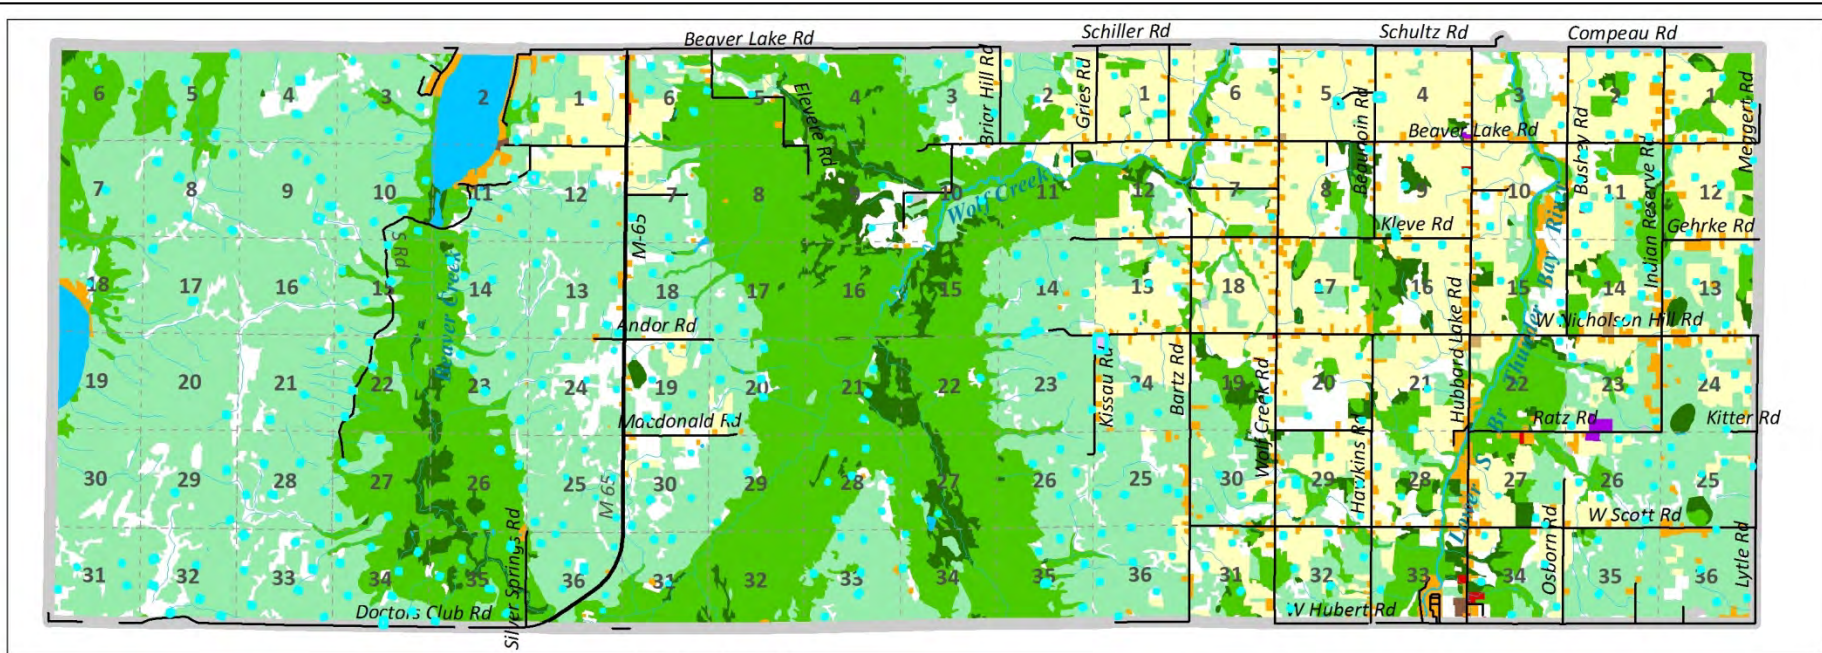 Beaver Lake Rd
Schiller Rd
Schultz Rd
Compeau Rd
6 5 4 3 2 1 6 5 4 3 2 1 6 5 4 3 2 1
Elevere Rd
Briar Hill Rd
Gries Rd
Bequnoin Rd
Beaver Lake Rd
Bushey Rd
Indian Reserve Rd
Meggert Rd
7 8 9 10 11 12 7 8 9 10 11 12 7 8 9 10 11 12
Wolf Creek
M-65
S Rd
Kleve Rd
Gehrke Rd
Beaver Creek
18 17 16 15 14 13 18 17 16 15 14 13 18 17 16 15 14 13
Andor Rd
Hubbard Lake Rd
Lower S Br Thunder Bay River
W Nicholson Hill Rd
19 20 21 22 23 24 19 20 21 22 23 24 19 20 21 22 23 24
Kissau Rd
Bartz Rd
Wolf Creek Rd
Macdonald Rd
Hawkins Rd
Ratz Rd
Kitter Rd
30 29 28 27 26 25 30 29 28 27 26 30 29 28 27 26 25
M 65
Silver Springs Rd
Osborn Rd
W Scott Rd
Lytle Rd
31 32 33 34 35 36 31 32 33 34 35 36 31 32 33 34 35 36
Doctors Club Rd
W Hubert Rd